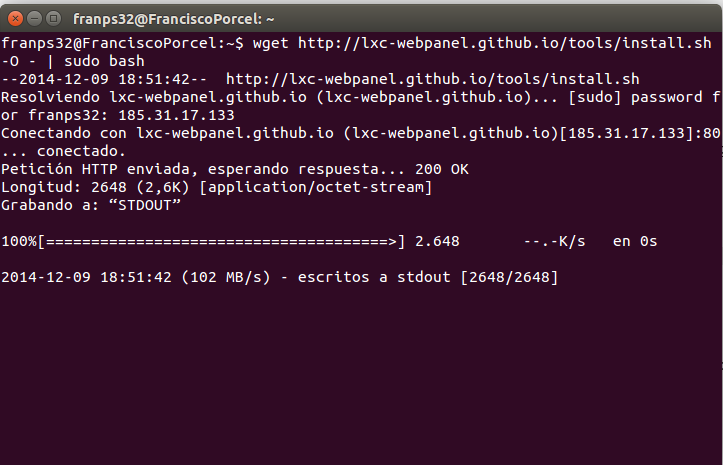 franps32@FranciscoPorcel: ~
franps32@FranciscoPorcel:~$ wget http://lxc-webpanel.github.io/tools/install.sh
-O - | sudo bash
--2014-12-09 18:51:42--  http://lxc-webpanel.github.io/tools/install.sh
Resolviendo lxc-webpanel.github.io (lxc-webpanel.github.io)... [sudo] password f
or franps32: 185.31.17.133
Conectando con lxc-webpanel.github.io (lxc-webpanel.github.io)[185.31.17.133]:80
... conectado.
Petición HTTP enviada, esperando respuesta... 200 OK
Longitud: 2648 (2,6K) [application/octet-stream]
Grabando a: “STDOUT”
100%[======================================>] 2.648       --.-K/s   en 0s
2014-12-09 18:51:42 (102 MB/s) - escritos a stdout [2648/2648]